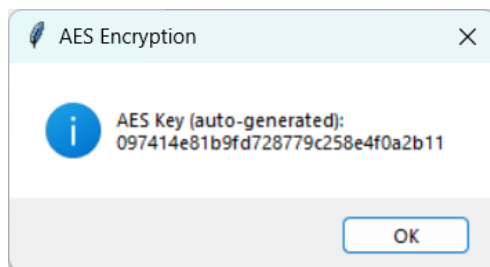 AES Encryption
AES Key (auto-generated):
097414e81b9fd728779c258e4f0a2b11
OK